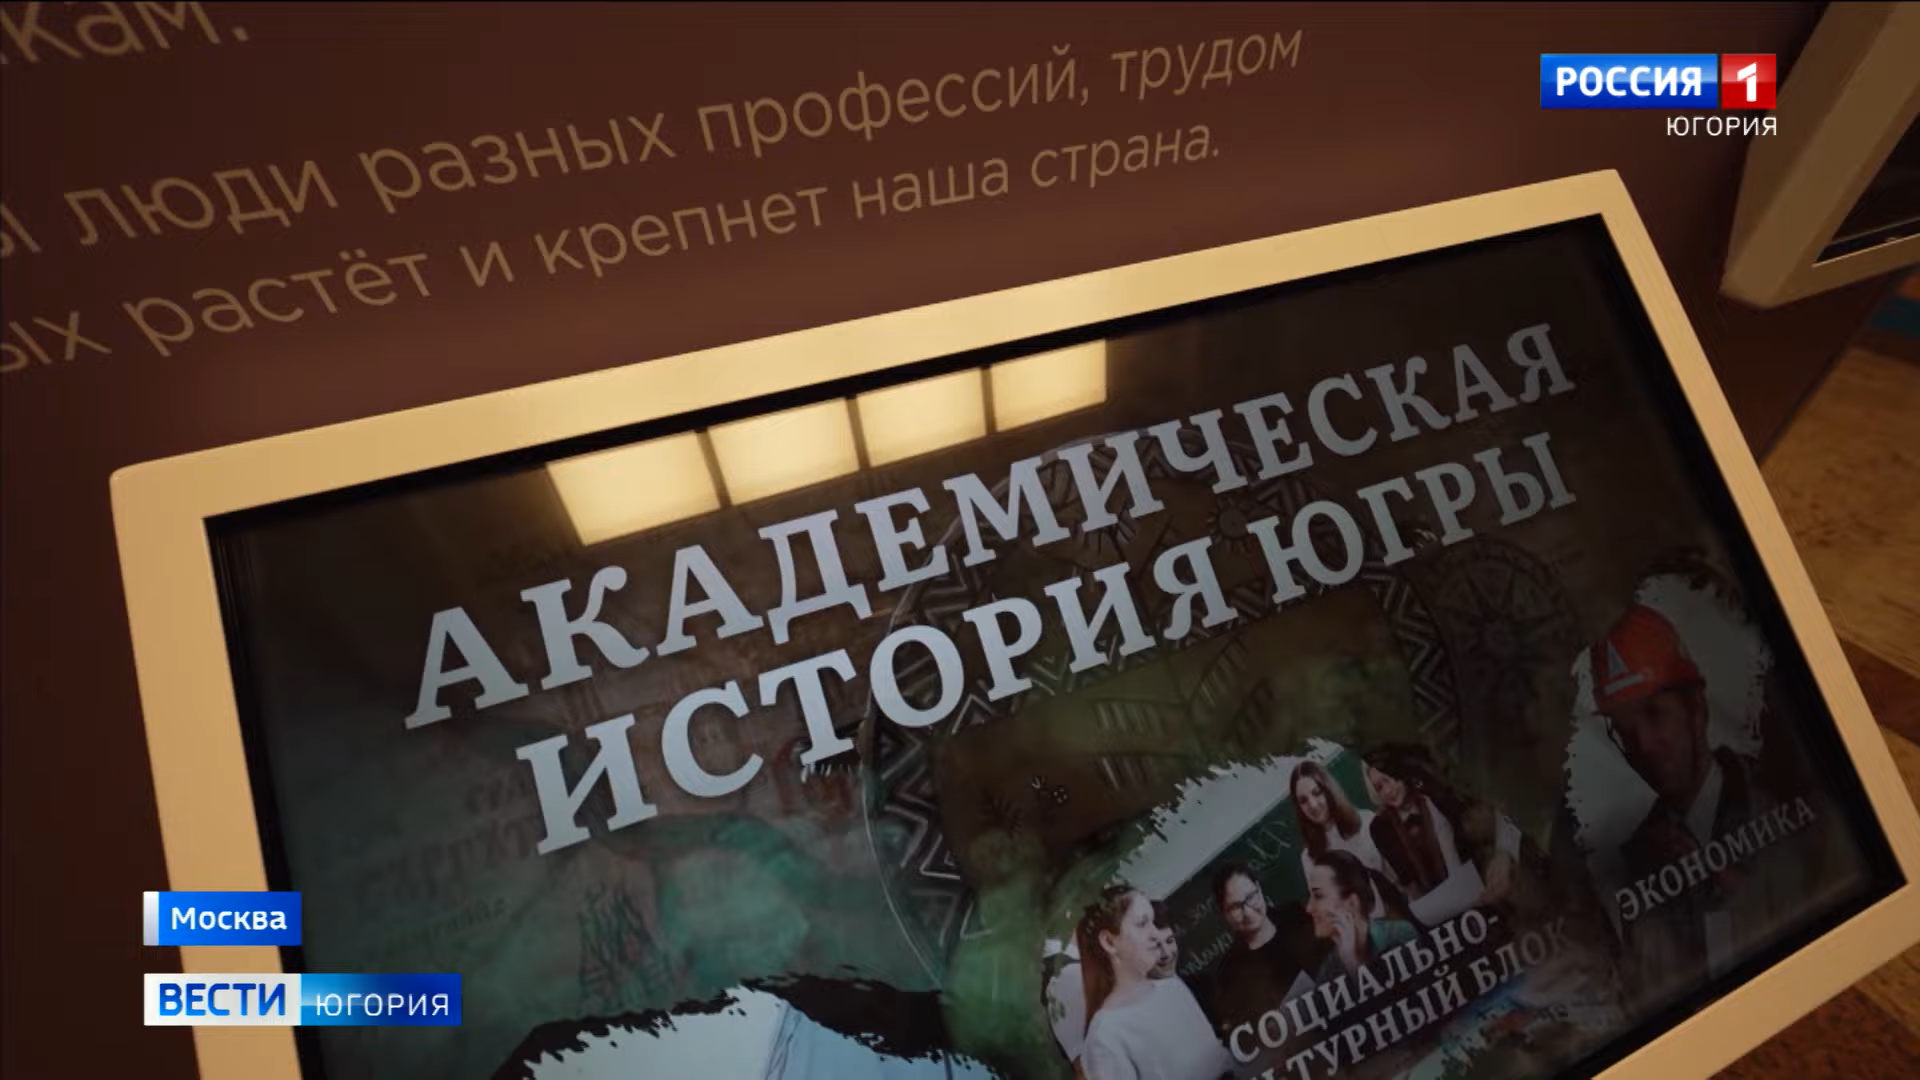 кам.
люди разных профессий, трудом
растёт и крепнет наша страна.
РОССИЯ 1
ЮГОРИЯ
АКАДЕМИЧЕСКАЯ
ИСТОРИЯ ЮГРЫ
ЭКОНОМИКА
СОЦИАЛЬНО-
ТУРНЫЙ БЛОК
Москва
ВЕСТИ ЮГОРИЯ